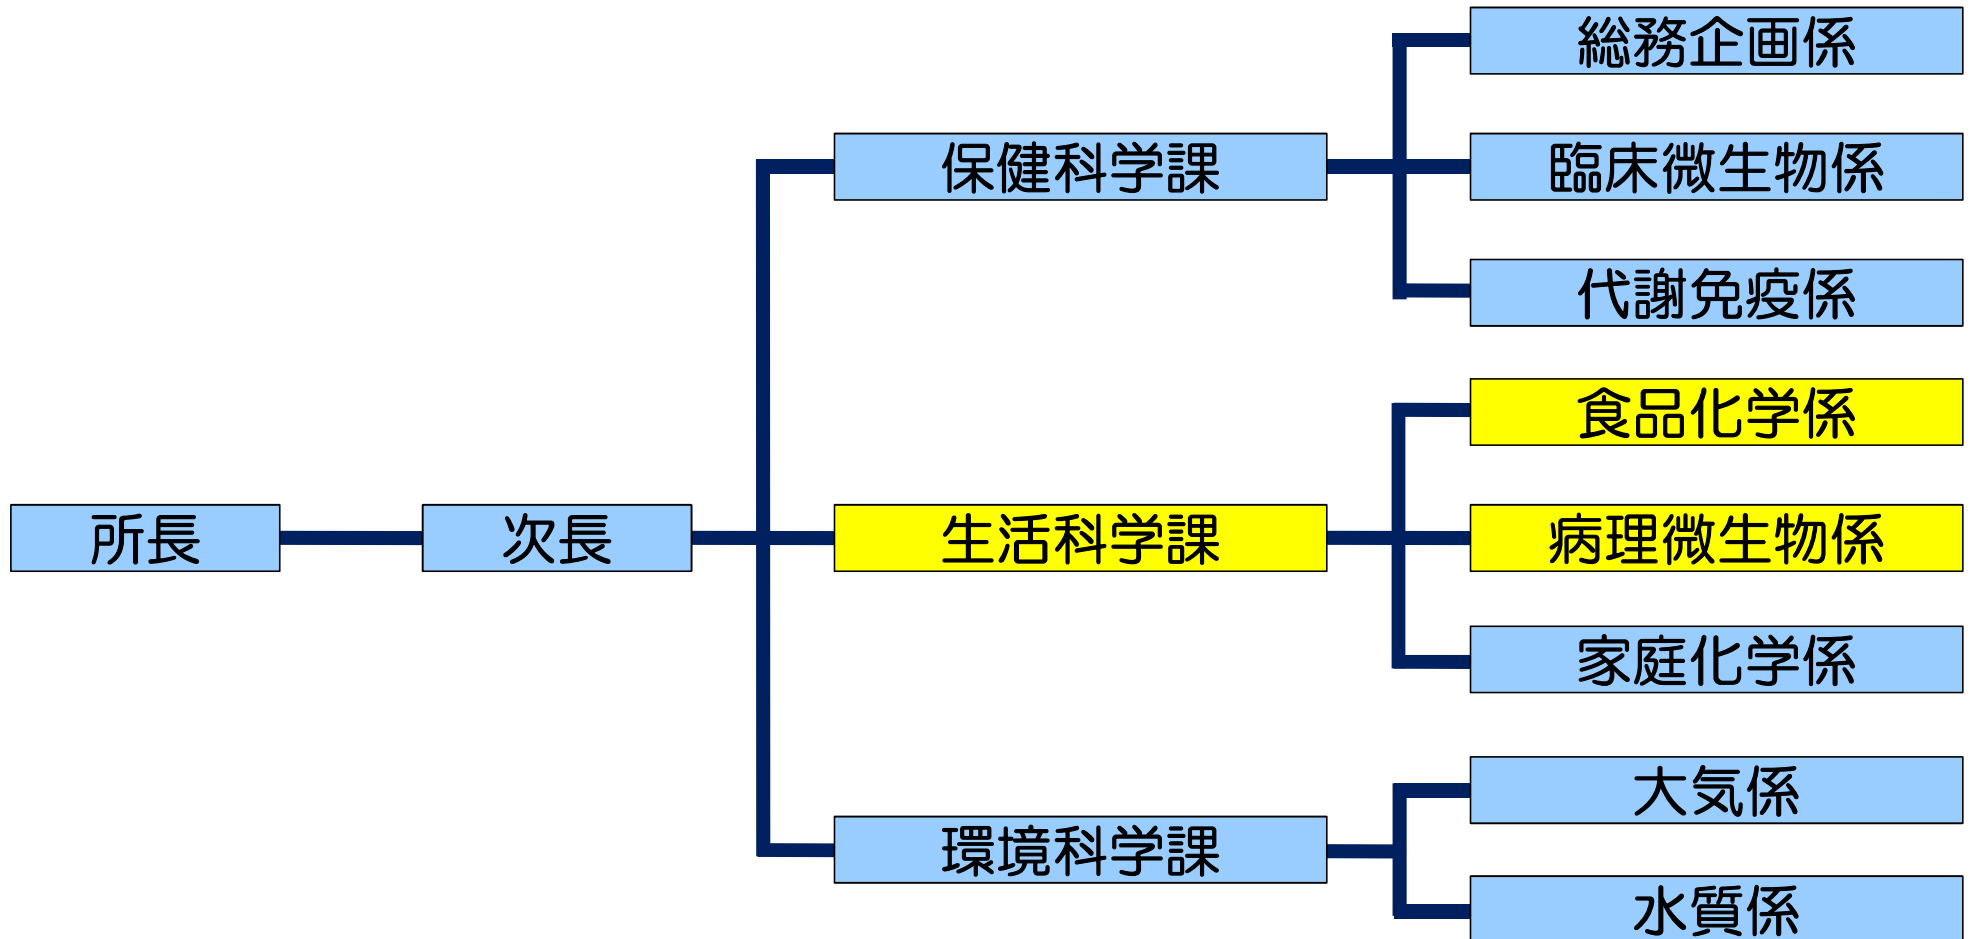 所長
次長
保健科学課
総務企画係
臨床微生物係
代謝免疫係
生活科学課
食品化学係
病理微生物係
家庭化学係
環境科学課
大気係
水質係